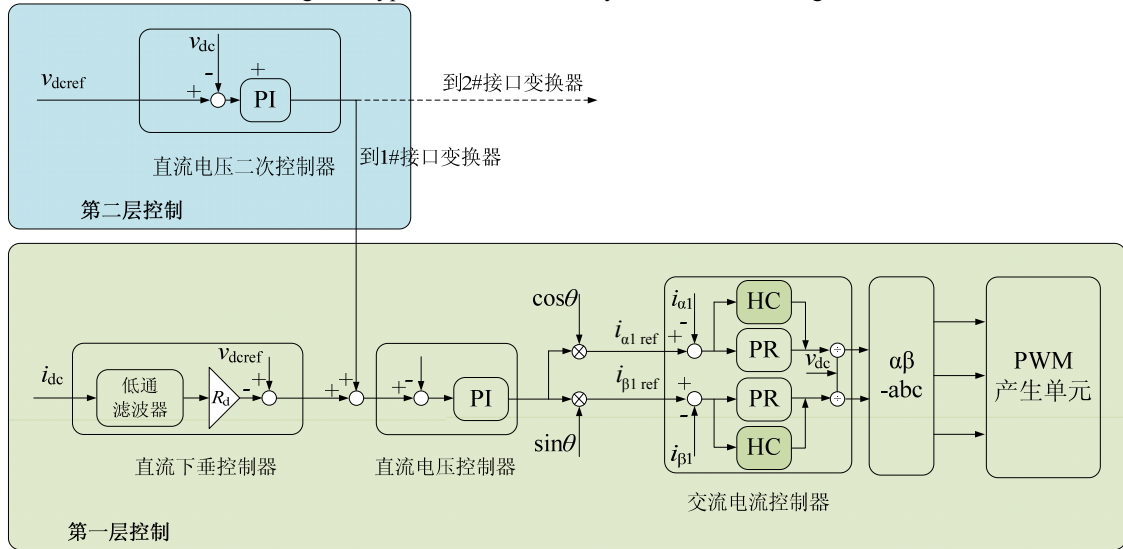 v_dc
-
+
v_dcref
+
PI
到2#接口变换器
直流电压二次控制器
到1#接口变换器
第二层控制
cosθ
i_α1
HC
+
-
i_α1 ref
PR
÷
v_dcref
v_dc
αβ
-abc
PWM
产生单元
i_dc
低通
滤波器
R_d
-
+
+
+
+
-
PI
i_β1 ref
+
PR
÷
-
sinθ
i_β1
HC
直流下垂控制器
直流电压控制器
交流电流控制器
第一层控制